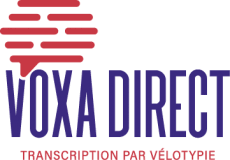 VOXA DIRECT
TRANSCRIPTION PAR VÉLOTYPIE